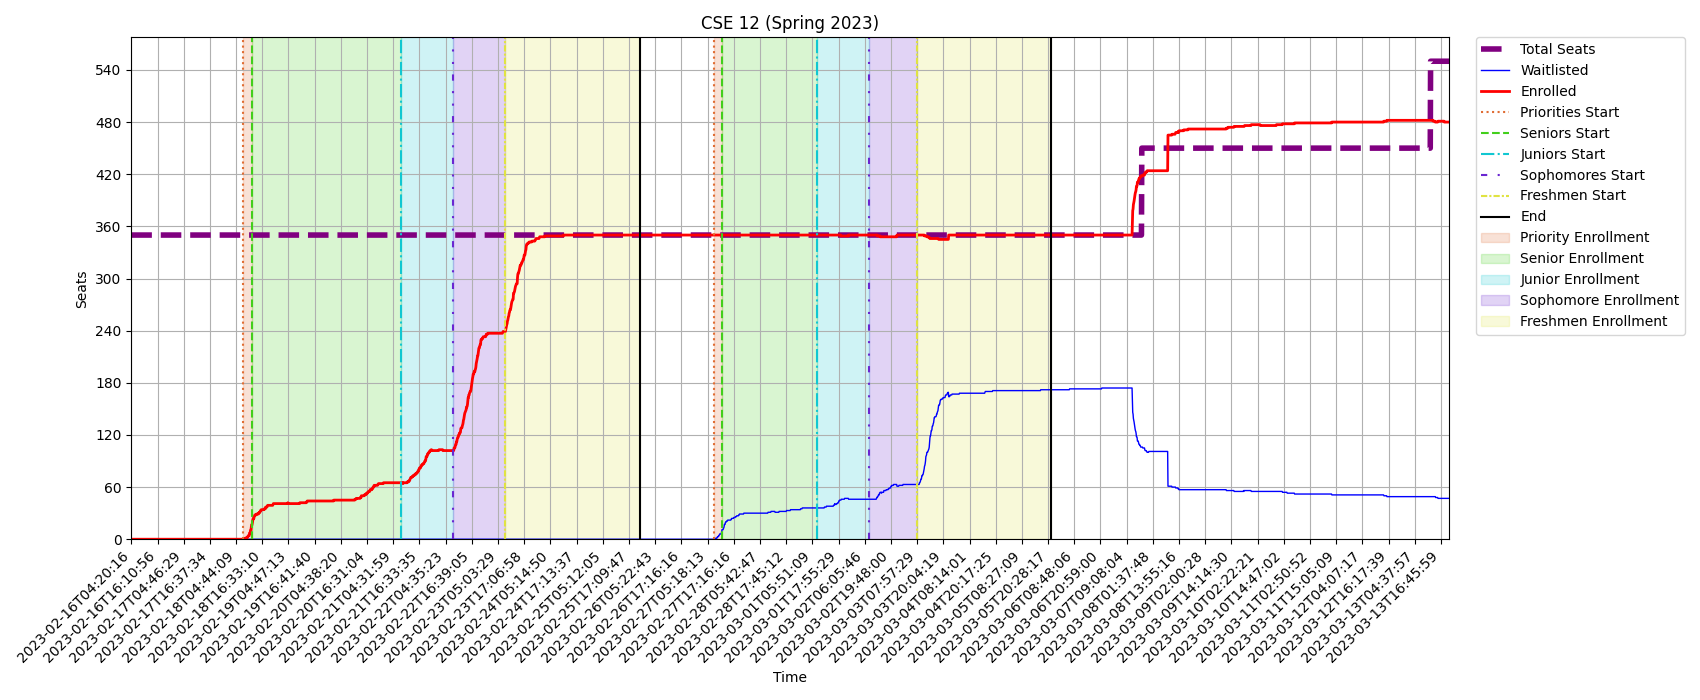 CSE 12 (Spring 2023)
Seats
540
480
420
360
300
240
180
120
60
0
2023-02-16T04:20:16
2023-02-16T16:10:56
2023-02-17T04:46:29
2023-02-17T16:37:34
2023-02-18T04:44:09
2023-02-18T16:33:10
2023-02-19T04:47:13
2023-02-19T16:41:40
2023-02-20T04:38:20
2023-02-20T16:31:04
2023-02-21T04:31:59
2023-02-21T16:33:35
2023-02-22T04:35:23
2023-02-22T16:39:05
2023-02-23T05:03:29
2023-02-23T17:06:58
2023-02-24T05:14:50
2023-02-24T17:13:37
2023-02-25T05:12:05
2023-02-25T17:09:47
2023-02-26T05:22:43
2023-02-26T17:16:16
2023-02-27T05:18:13
2023-02-27T17:16:16
2023-02-28T05:42:47
2023-02-28T17:45:12
2023-03-01T05:51:09
2023-03-01T17:55:29
2023-03-02T06:05:46
2023-03-02T19:48:00
2023-03-03T07:57:29
2023-03-03T20:04:19
2023-03-04T08:14:01
2023-03-04T20:17:25
2023-03-05T08:27:09
2023-03-05T20:28:17
2023-03-06T08:48:06
2023-03-06T20:59:00
2023-03-07T09:08:04
2023-03-08T01:37:48
2023-03-08T13:55:16
2023-03-09T02:00:28
2023-03-09T14:14:30
2023-03-10T02:22:21
2023-03-10T14:47:02
2023-03-11T02:50:52
2023-03-11T15:05:09
2023-03-12T04:07:17
2023-03-12T16:17:39
2023-03-13T04:37:57
2023-03-13T16:45:59
Time
Total Seats
Waitlisted
Enrolled
Priorities Start
Seniors Start
Juniors Start
Sophomores Start
Freshmen Start
End
Priority Enrollment
Senior Enrollment
Junior Enrollment
Sophomore Enrollment
Freshmen Enrollment